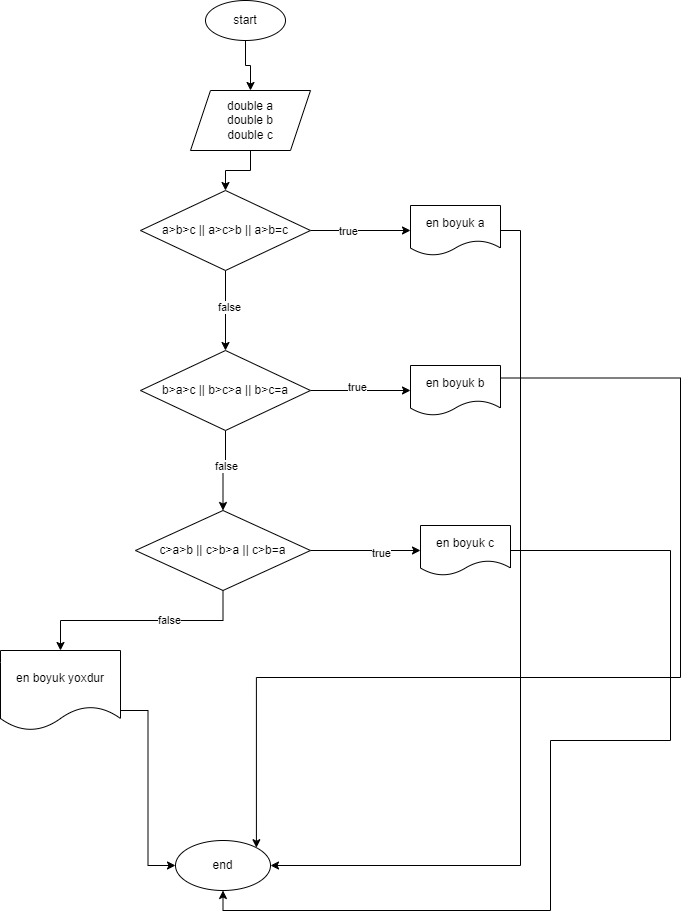 start
double a
double b
double c
a>b>c || a>c>b || a>b=c
true
en boyuk a
false
b>a>c || b>c>a || b>c=a
true
en boyuk b
false
c>a>b || c>b>a || c>b=a
true
en boyuk c
false
en boyuk yoxdur
end